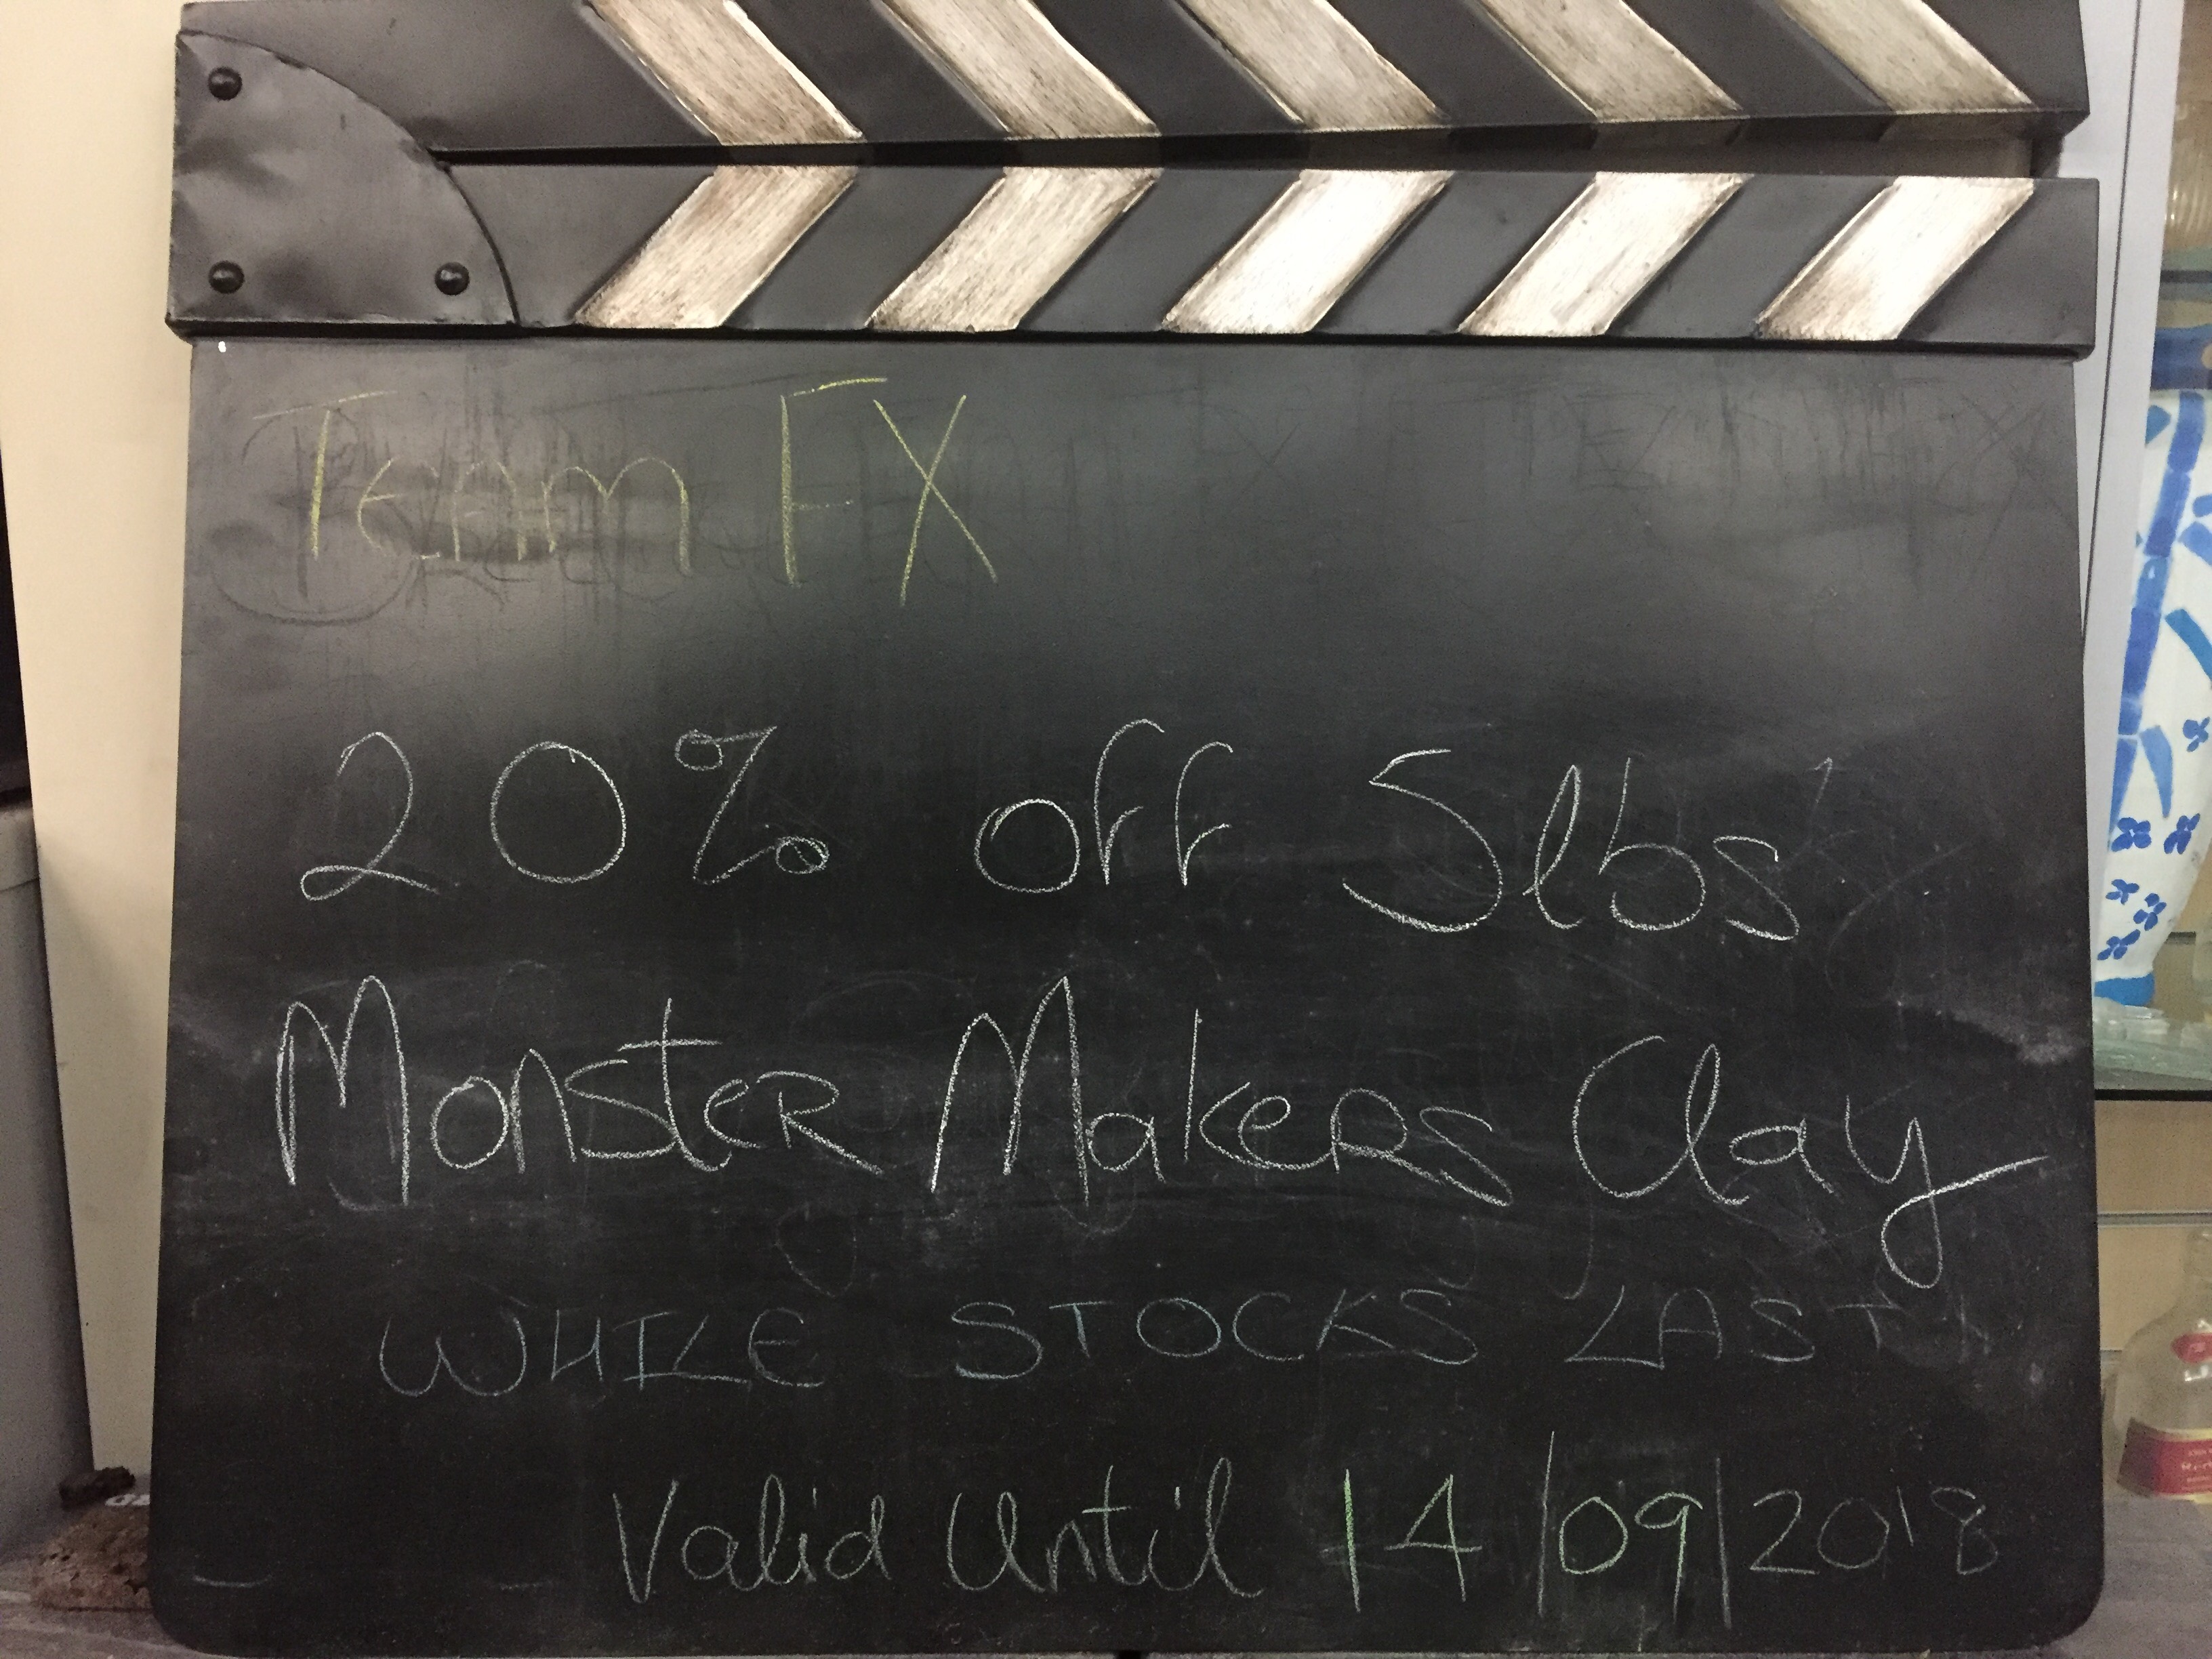 Team FX
20% off 5lbs
Monster Makers Clay
WHILE STOCKS LAST
Valid Until 14/09/2018